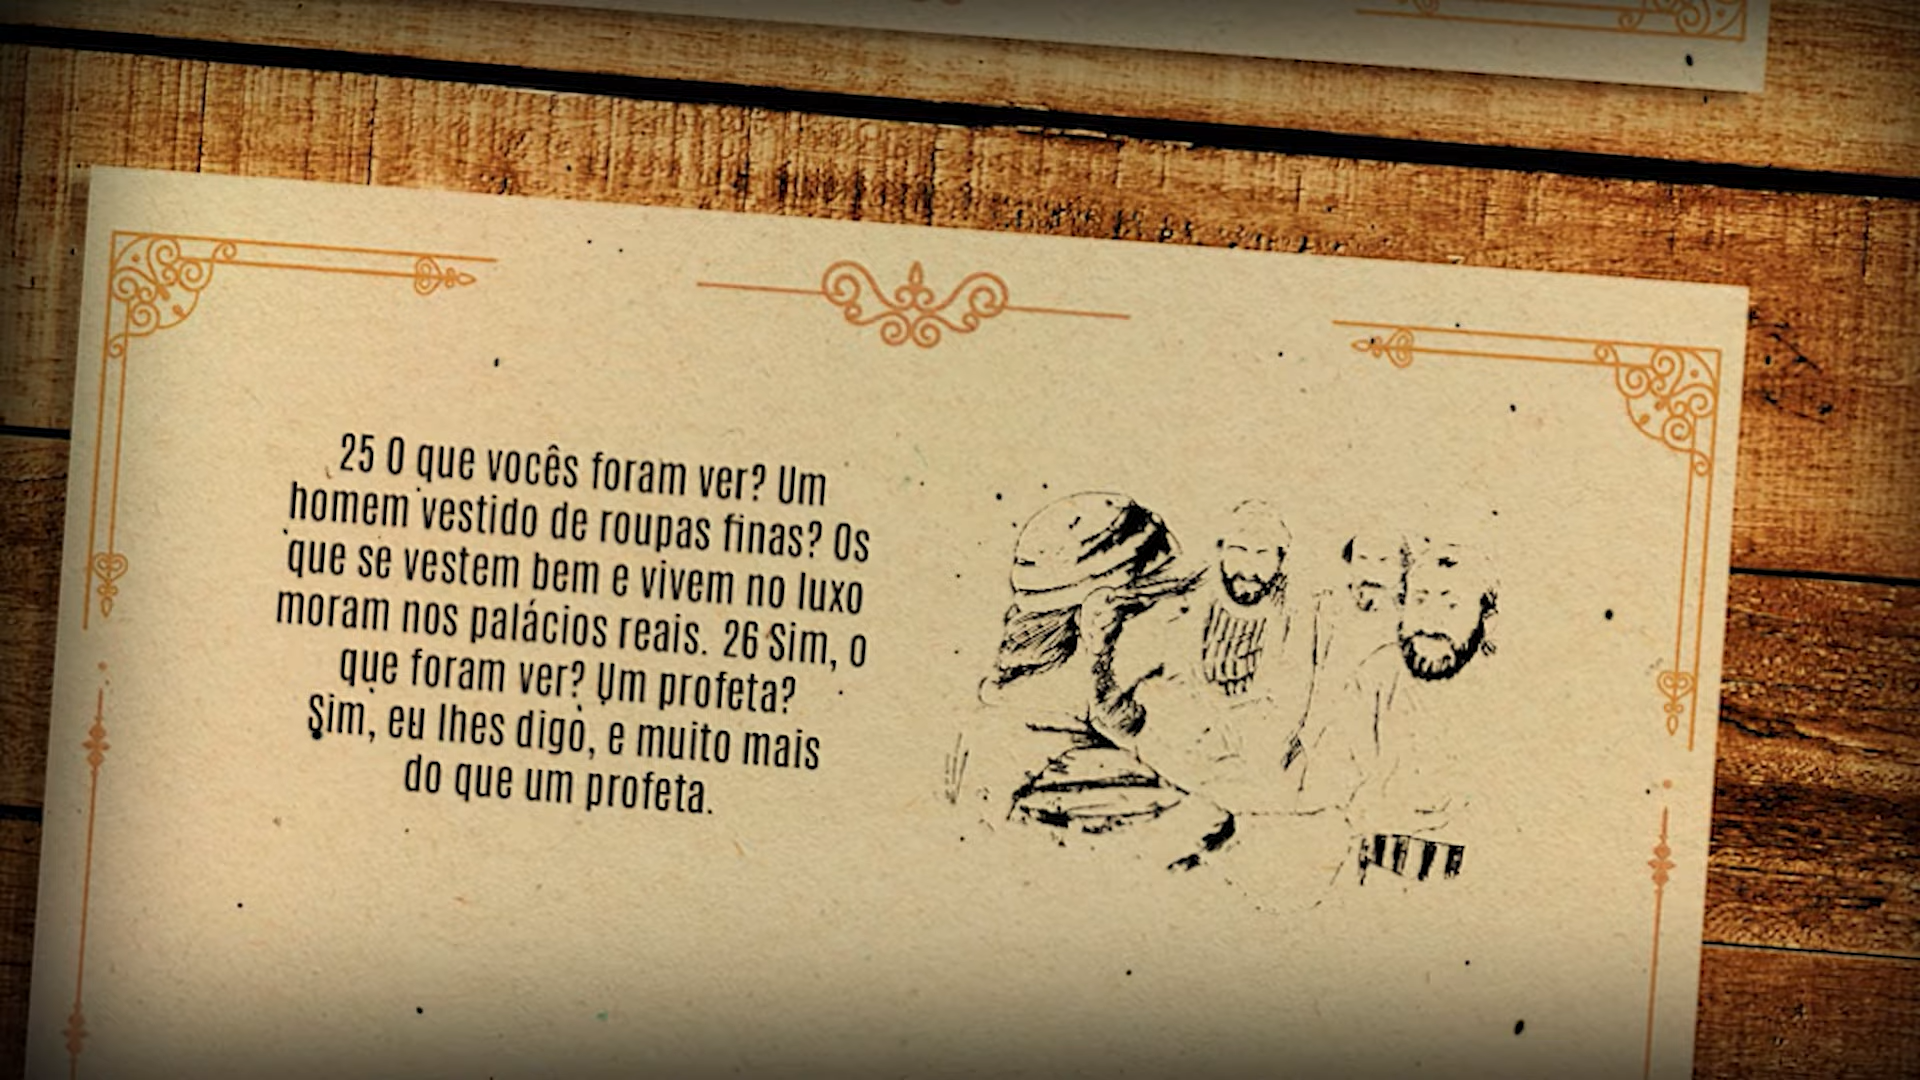 25 O que vocês foram ver? Um
homem vestido de roupas finas? Os
que se vestem bem e vivem no luxo
moram nos palácios reais. 26 Sim, o
que foram ver? Um profeta?
Sim, eu lhes digo, e muito mais
do que um profeta.